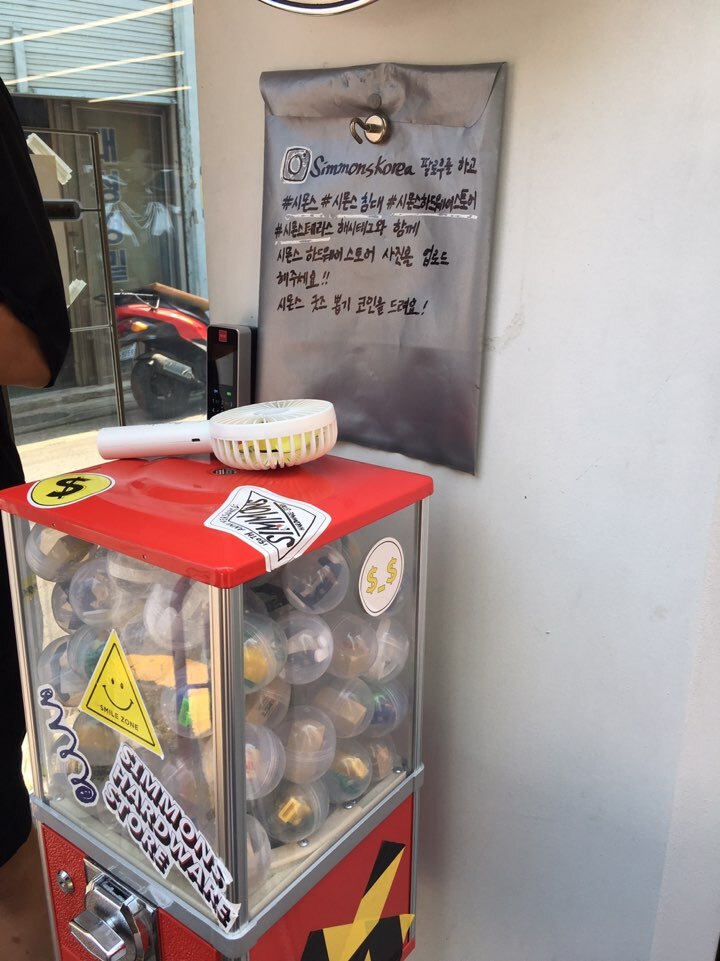 Simmonskorea 팔로우를 하고
#시몬스 #시몬스 침대 #시몬스하드웨어스토어
#시몬스테라스 해시태그와 함께
시몬스 하드웨어 스토어 사진을 업로드
해주세요!!
시몬스 굿즈 뽑기 코인을 드려요!
$
SIMMONS
$_$
SMILE ZONE
SIMMONS
HARDWARE
STORE